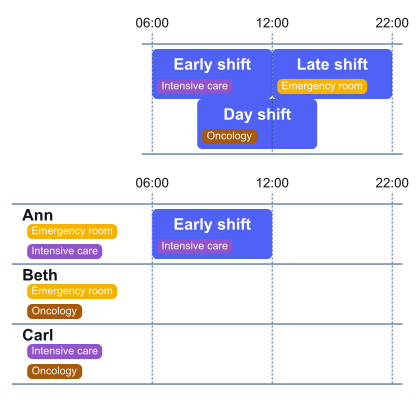 06:00 12:00 22:00
Early shift Late shift
Intensive care Emergency room
Day shift
Oncology
06:00 12:00 22:00
Ann
Emergency room
Intensive care
Early shift
Intensive care
Beth
Emergency room
Oncology
Carl
Intensive care
Oncology